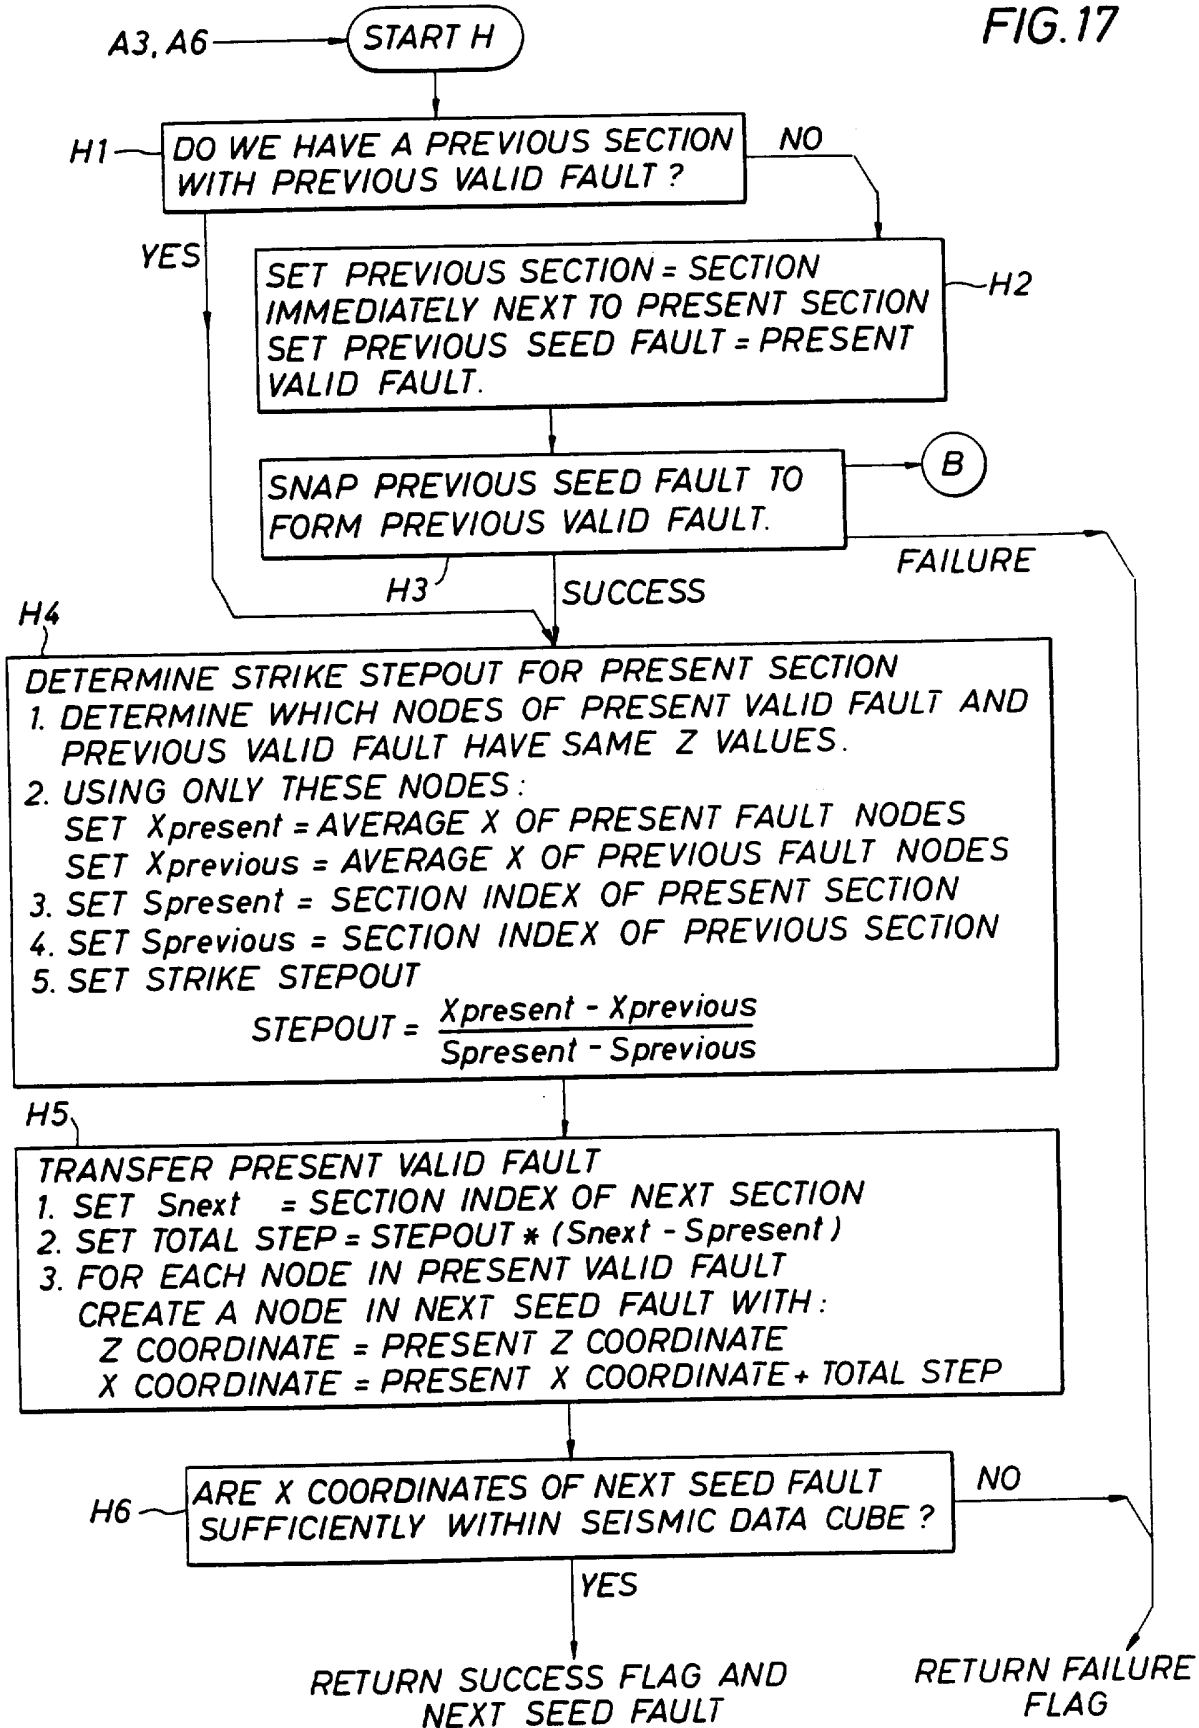 FIG.17
A3, A6
START H
H1
DO WE HAVE A PREVIOUS SECTION
WITH PREVIOUS VALID FAULT ?
NO
YES
SET PREVIOUS SECTION = SECTION
IMMEDIATELY NEXT TO PRESENT SECTION
SET PREVIOUS SEED FAULT = PRESENT
VALID FAULT.
H2
SNAP PREVIOUS SEED FAULT TO
FORM PREVIOUS VALID FAULT.
B
FAILURE
H3
SUCCESS
H4
DETERMINE STRIKE STEPOUT FOR PRESENT SECTION
1. DETERMINE WHICH NODES OF PRESENT VALID FAULT AND
PREVIOUS VALID FAULT HAVE SAME Z VALUES.
2. USING ONLY THESE NODES:
SET Xpresent = AVERAGE X OF PRESENT FAULT NODES
SET Xprevious = AVERAGE X OF PREVIOUS FAULT NODES
3. SET Spresent = SECTION INDEX OF PRESENT SECTION
4. SET Sprevious = SECTION INDEX OF PREVIOUS SECTION
5. SET STRIKE STEPOUT
STEPOUT = Xpresent - Xprevious
Spresent - Sprevious
H5
TRANSFER PRESENT VALID FAULT
1. SET Snext = SECTION INDEX OF NEXT SECTION
2. SET TOTAL STEP = STEPOUT * (Snext - Spresent)
3. FOR EACH NODE IN PRESENT VALID FAULT
CREATE A NODE IN NEXT SEED FAULT WITH:
Z COORDINATE = PRESENT Z COORDINATE
X COORDINATE = PRESENT X COORDINATE + TOTAL STEP
H6
ARE X COORDINATES OF NEXT SEED FAULT
SUFFICIENTLY WITHIN SEISMIC DATA CUBE ?
NO
YES
RETURN SUCCESS FLAG AND
NEXT SEED FAULT
RETURN FAILURE
FLAG